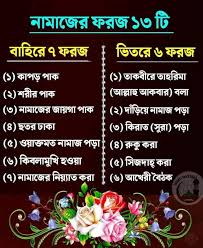 নামাজের ফরজ ১৩ টি
বাহিরে ৭ ফরজ
(১) কাপড় পাক
(২) শরীর পাক
(৩) নামাজের জায়গা পাক
(৪) ছতর ঢাকা
(৫) ওয়াক্তমত নামাজ পড়া
(৬) কিবলামুখি হওয়া
(৭) নামাজের নিয়্যাত করা
ভিতরে ৬ ফরজ
(১) তাকবীরে তাহরিমা
(আল্লাহু আকবার) বলা
(২) দাঁড়িয়ে নামাজ পড়া
(৩) কিরাত (সুরা) পড়া
(৪) রুকু করা
(৫) সিজদাহ্ করা
(৬) আখেরী বৈঠক